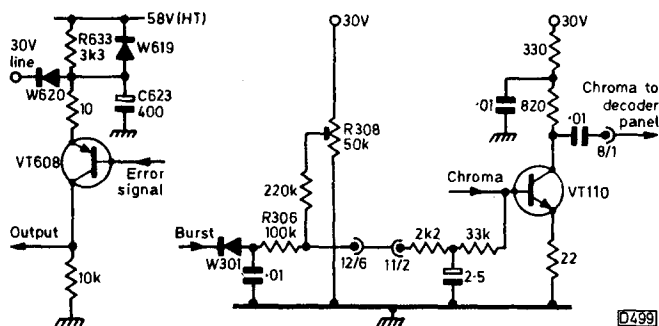 58V(HT)
30V
line
R633
3k3
W619
W620
10
C623
400
VT608
Error
signal
Output
10k
30V
R308
50k
220k
Burst
R306
100k
W301
·01
12/6
11/2
2k2
33k
2·5
30V
330
·01
820
Chroma to
decoder
panel
·01
8/1
Chroma
VT110
22
D499